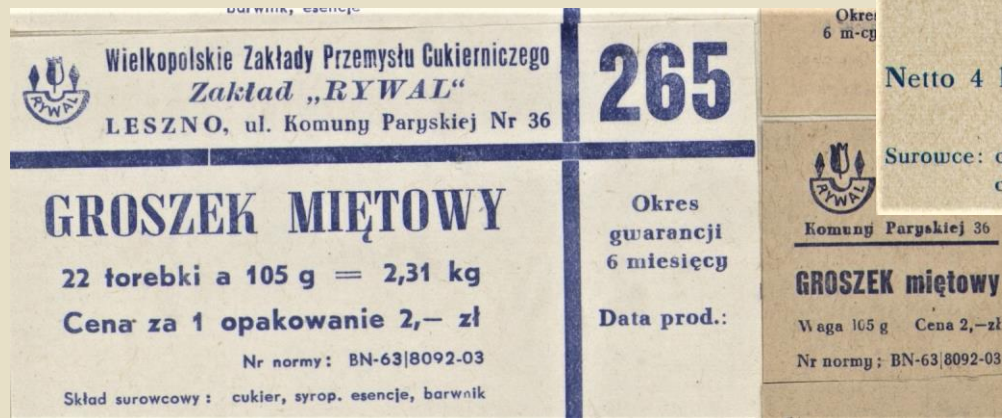 barwnik, esencje
Wielkopolskie Zakłady Przemysłu Cukierniczego
Zakład „RYWAL“
LESZNO, ul. Komuny Paryskiej Nr 36
RYWAL
265
GROSZEK MIĘTOWY
22 torebki a 105 g = 2,31 kg
Cena za 1 opakowanie 2,— zł
Nr normy: BN-63|8092-03
Skład surowcowy: cukier, syrop. esencje, barwnik
Okres
gwarancji
6 miesięcy
Data prod.:
6 m-cy
Netto 4
Surowce:
RYWAL
Komuny Paryskiej 36
GROSZEK miętowy
Waga 105 g Cena 2,—zł
Nr normy; BN-63|8092-03